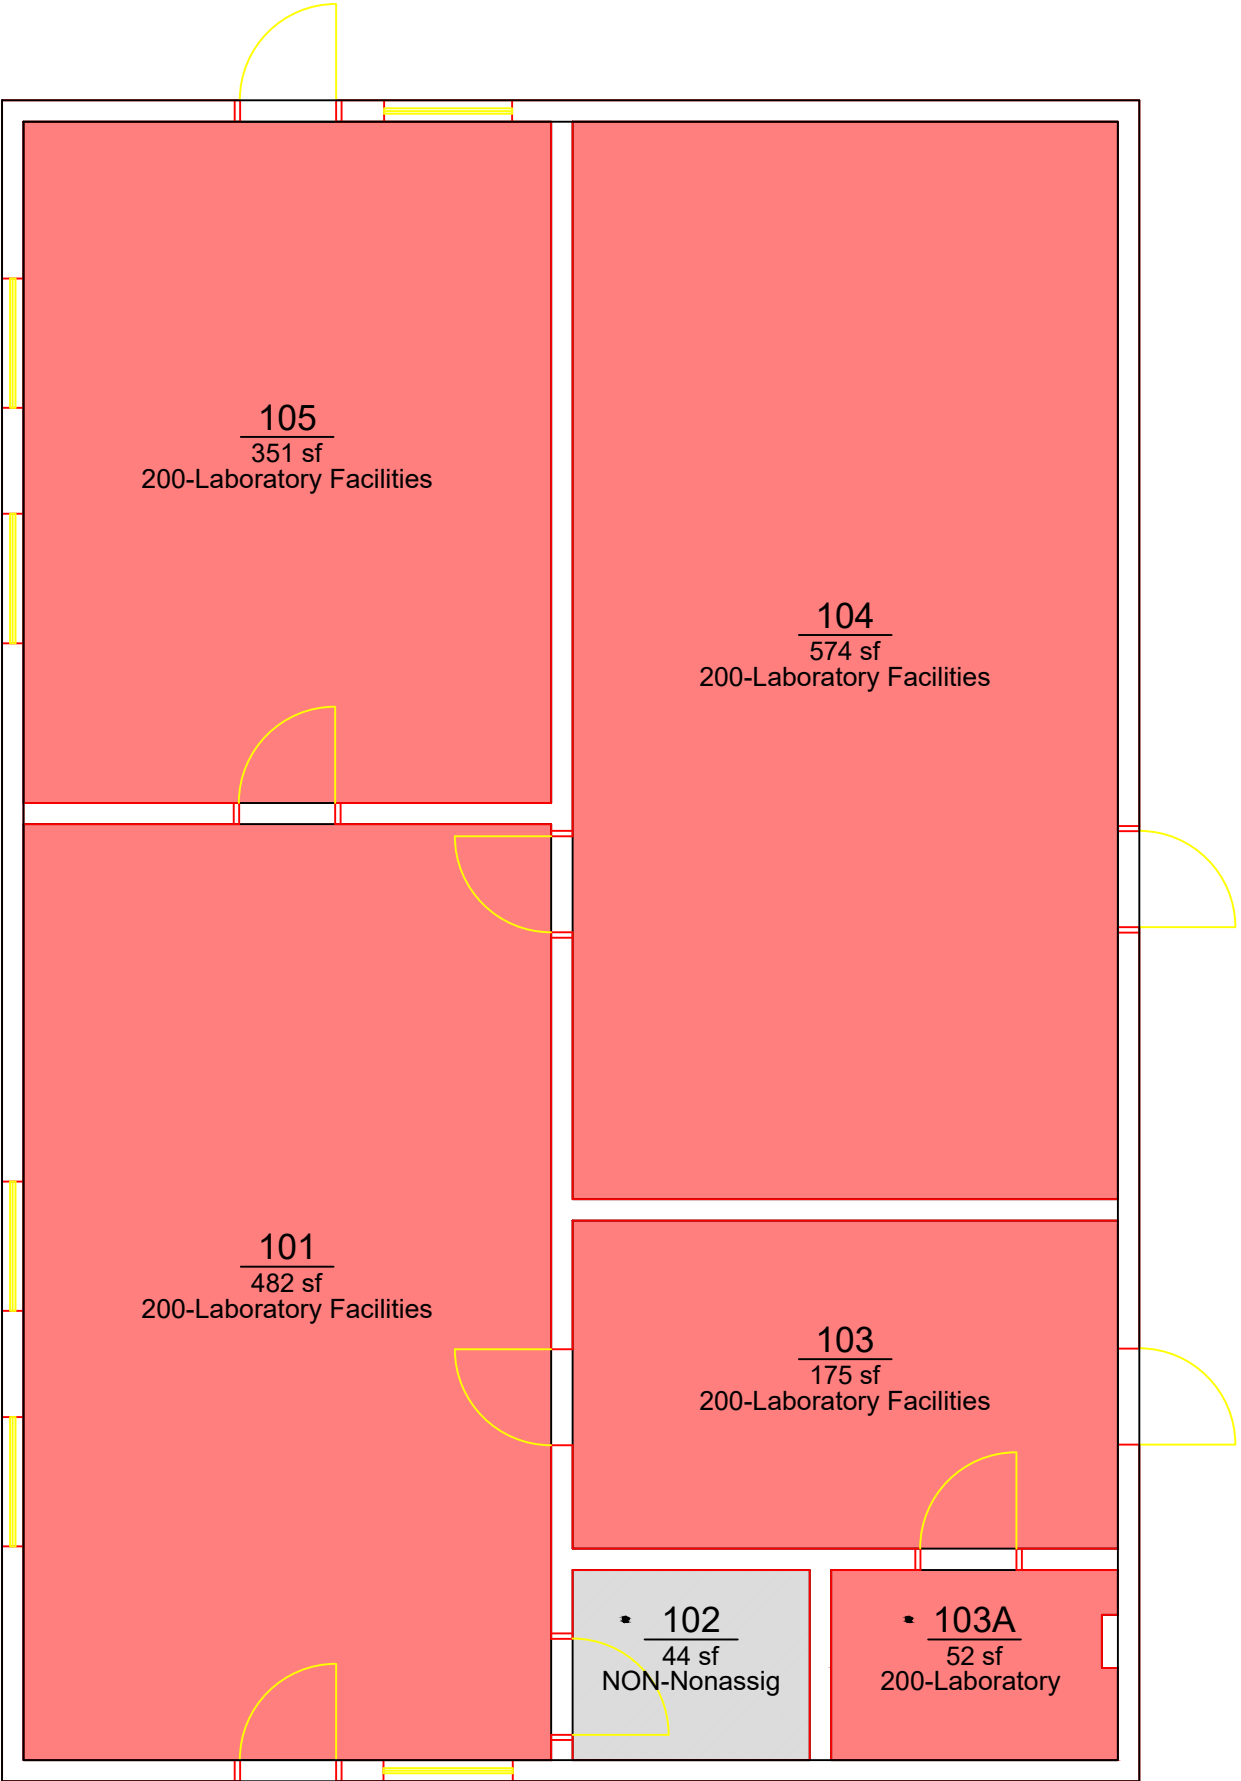 105
351 sf
200-Laboratory Facilities
104
574 sf
200-Laboratory Facilities
101
482 sf
200-Laboratory Facilities
103
175 sf
200-Laboratory Facilities
102
44 sf
NON-Nonassig
103A
52 sf
200-Laboratory